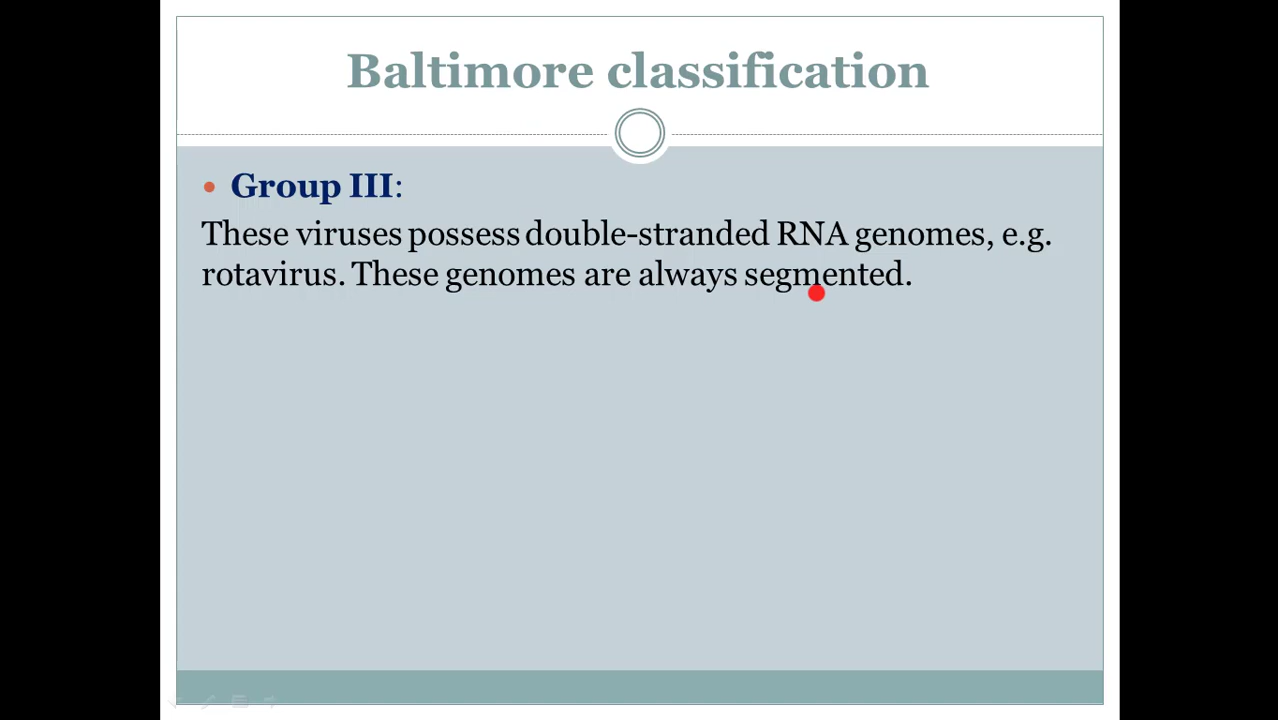 Baltimore classification
• Group III:
These viruses possess double-stranded RNA genomes, e.g.
rotavirus. These genomes are always segmented.